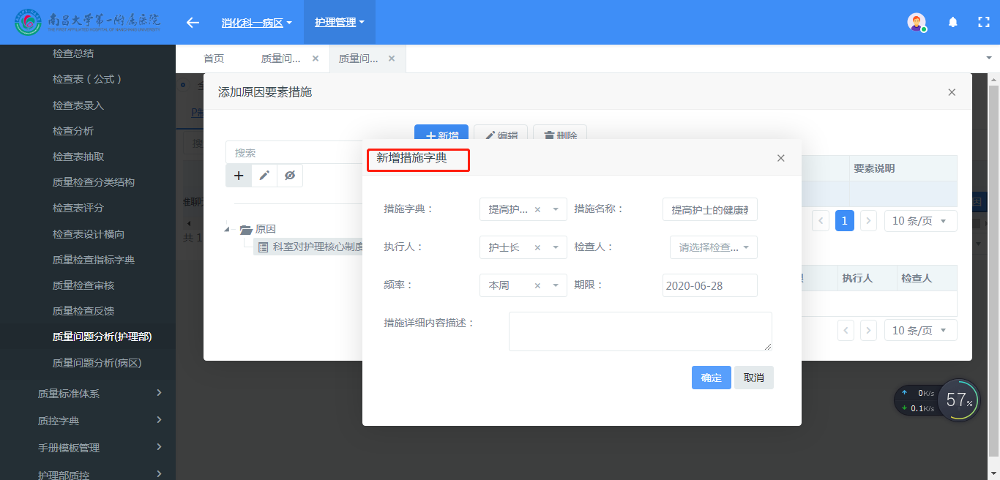 南昌大学第一附属医院
THE FIRST AFFILIATED HOSPITAL OF NANCHANG UNIVERSITY
消化科一病区
护理管理
首页
质量问...
质量问...
检查总结
检查表（公式）
检查表录入
检查分析
检查表抽取
质量检查分类结构
检查表评分
检查表设计横向
质量检查指标字典
质量检查审核
质量检查反馈
质量问题分析(护理部)
质量问题分析(病区)
质量标准体系
质控字典
手册模板管理
护理部质控
添加原因要素措施
新增
编辑
删除
搜索
原因
科室对护理核心制度
要素说明
1
10 条/页
执行人
检查人
10 条/页
共 1
因
新增措施字典
措施字典：
提高护...
措施名称：
提高护士的健康
执行人：
护士长
检查人：
请选择检查...
频率：
本周
期限：
2020-06-28
措施详细内容描述：
确定
取消
0K/s
0.1K/s
57%